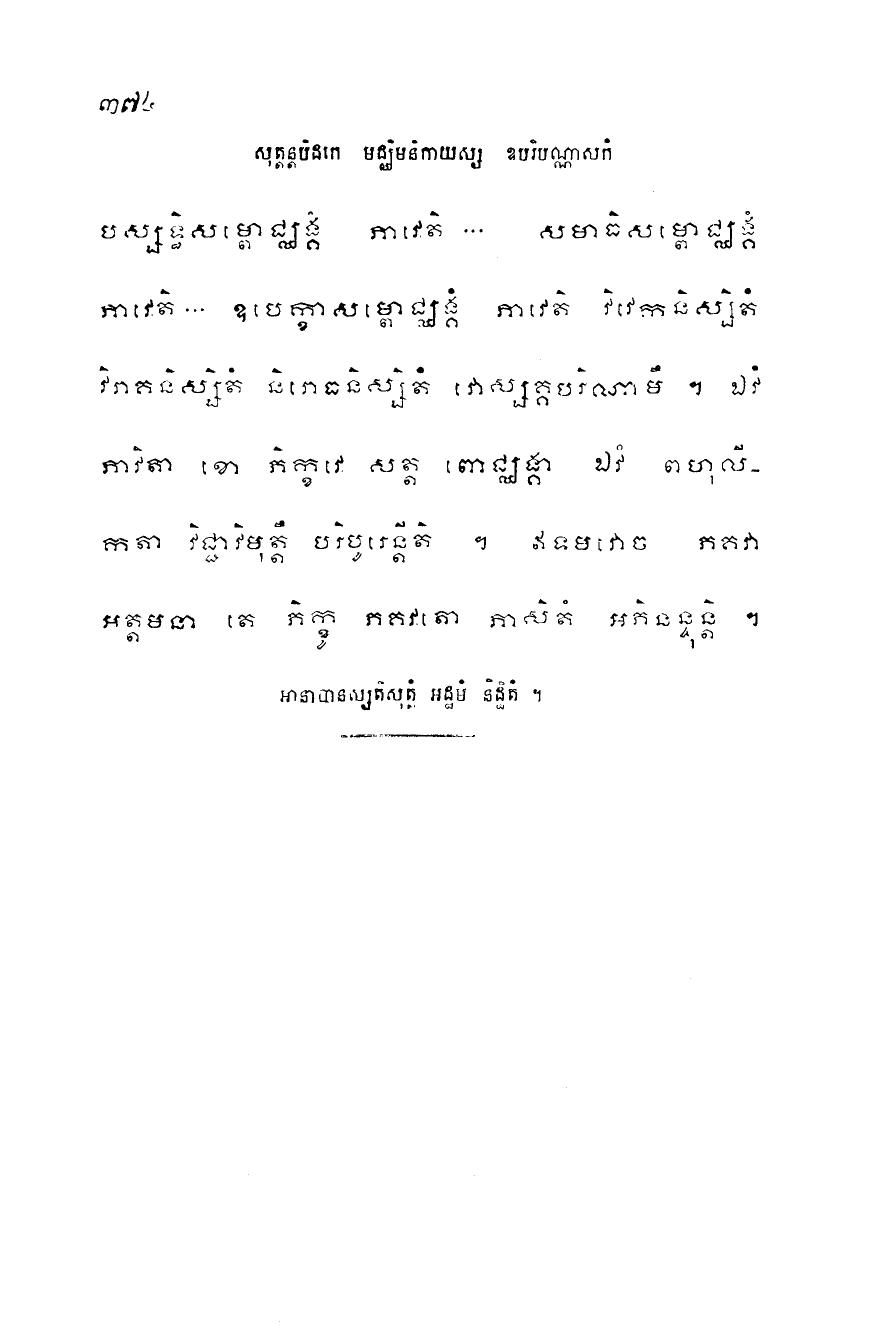 ៣៧៤
សុត្តន្តបិដកេ មជ្ឈិមនិកាយស្ស ឧបរិបណ្ណាសកំ
បស្សទ្ធិសម្ពោជ្ឈង្គំ ភាវេតិ ... សមាធិសម្ពោជ្ឈង្គំ
ភាវេតិ ... ឧបេក្ខាសម្ពោជ្ឈង្គំ ភាវេតិ វិវេកនិស្សិតំ
វិរាគនិស្សិតំ និរោធនិស្សិតំ វោស្សគ្គបរិណាមឹ ។ ឯវំ
ភាវិតា ខោ ភិក្ខវេ សត្ត ពោជ្ឈង្គា ឯវំ ពហុលី-
កតា វិជ្ជាវិមុត្តឹ បរិបូរេន្តីតិ ។ ឥទមវោច ភគវា
អត្តមនា តេ ភិក្ខូ ភគវតោ ភាសិតំ អភិនន្ទុន្តិ ។
អានាបានស្សតិសុត្តំ អដ្ឋមំ និដ្ឋិតំ ។